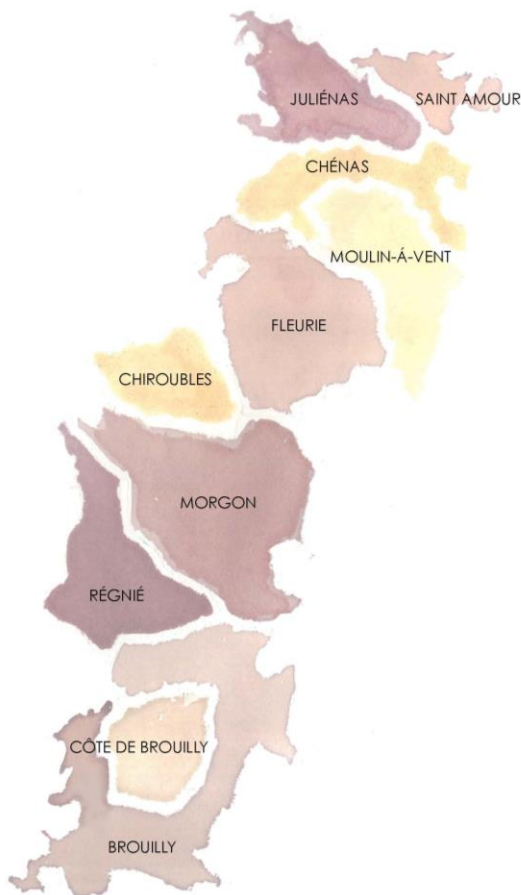 JULIÉNAS
SAINT AMOUR
CHÉNAS
MOULIN-Á-VENT
FLEURIE
CHIROUBLES
MORGON
RÉGNIÉ
CÔTE DE BROUILLY
BROUILLY